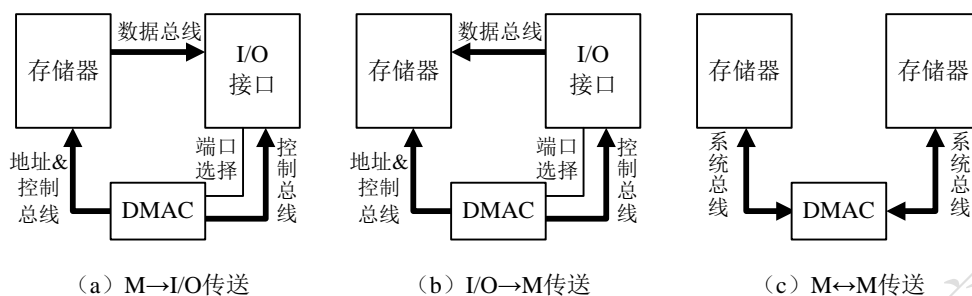 数据总线
存储器
I/O
接口
地址&
控制
总线
端口
选择
控制总线
DMAC
（a）M→I/O传送
数据总线
存储器
I/O
接口
地址&
控制
总线
端口
选择
控制总线
DMAC
（b）I/O→M传送
存储器
存储器
系统总线
系统总线
DMAC
（c）M↔M传送